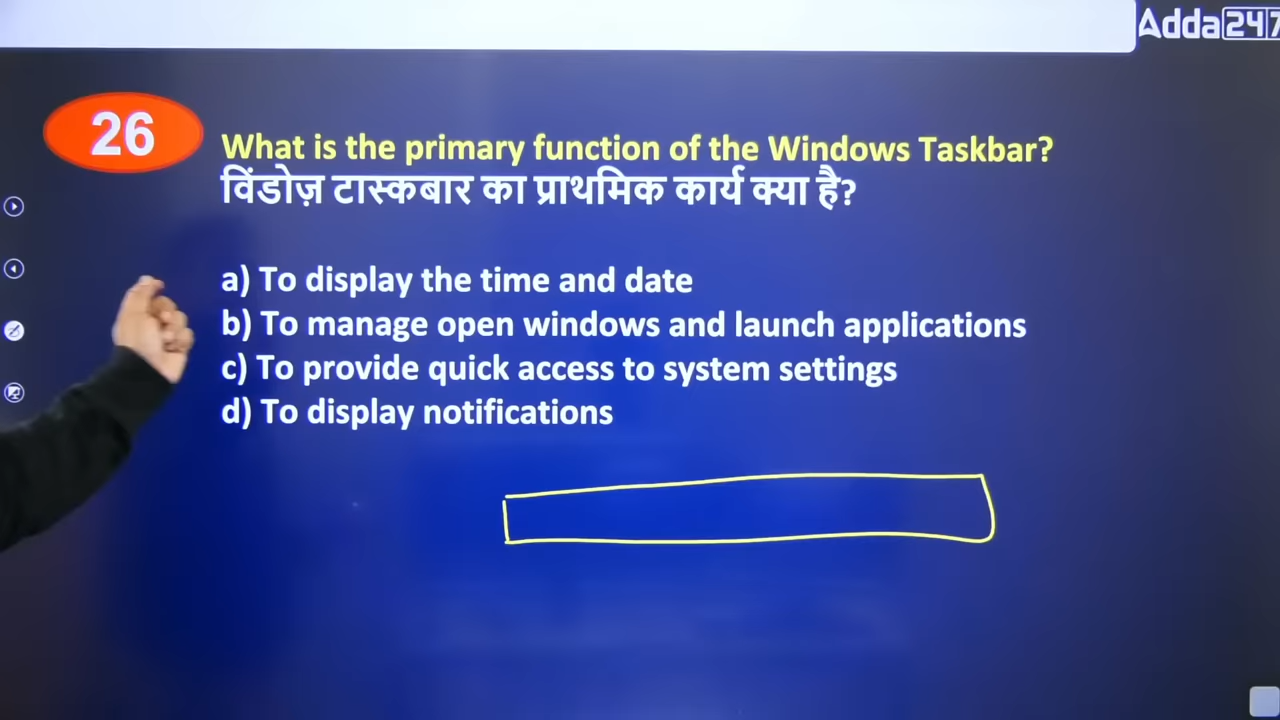 Adda247
26
What is the primary function of the Windows Taskbar?
विंडोज़ टास्कबार का प्राथमिक कार्य क्या है?
a) To display the time and date
b) To manage open windows and launch applications
c) To provide quick access to system settings
d) To display notifications